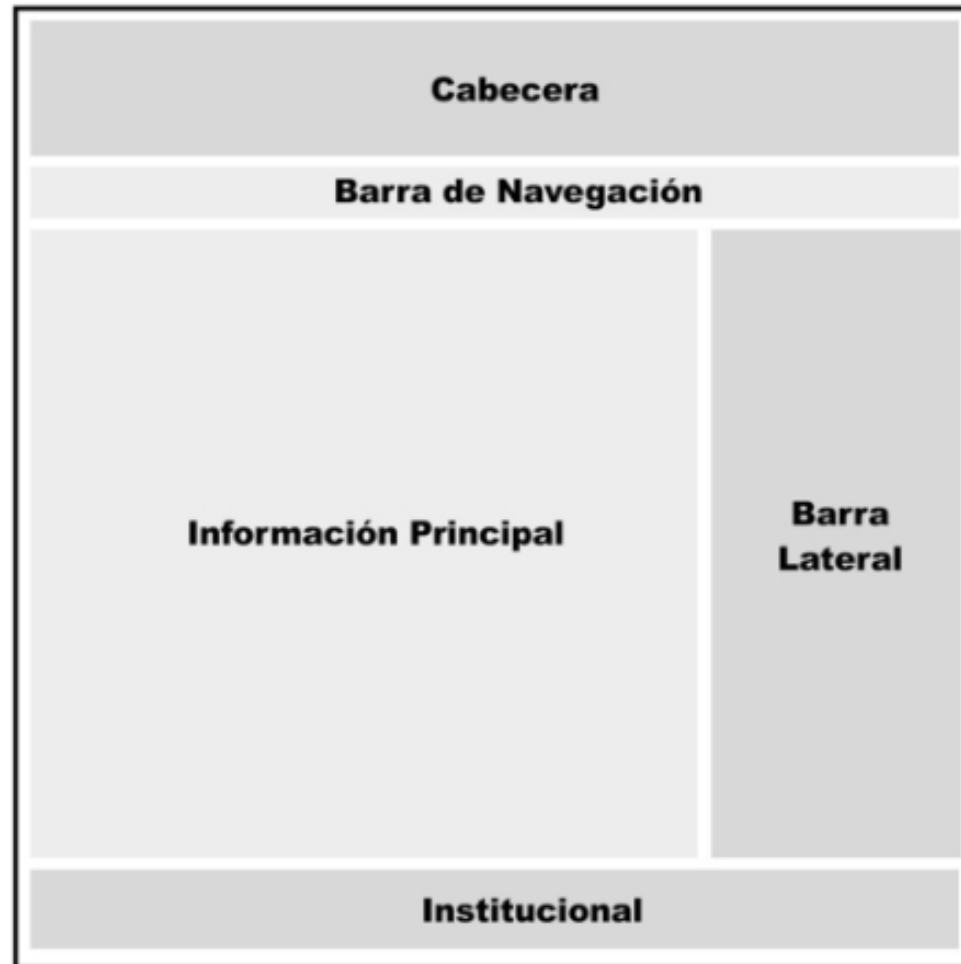 Cabecera
Barra de Navegación
Información Principal
Barra
Lateral
Institucional